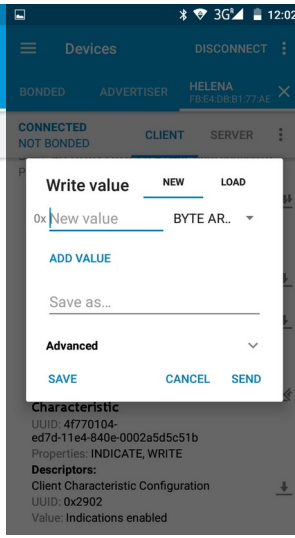 3G 12:02
Devices DISCONNECT
BONDED ADVERTISER HELENA
FB:E4:DB:B1:77:AE
CONNECTED
NOT BONDED
CLIENT SERVER
Write value NEW LOAD
0x New value BYTE AR..
ADD VALUE
Save as...
Advanced
SAVE CANCEL SEND
Characteristic
UUID: 4f770104-
ed7d-11e4-840e-0002a5d5c51b
Properties: INDICATE, WRITE
Descriptors:
Client Characteristic Configuration
UUID: 0x2902
Value: Indications enabled